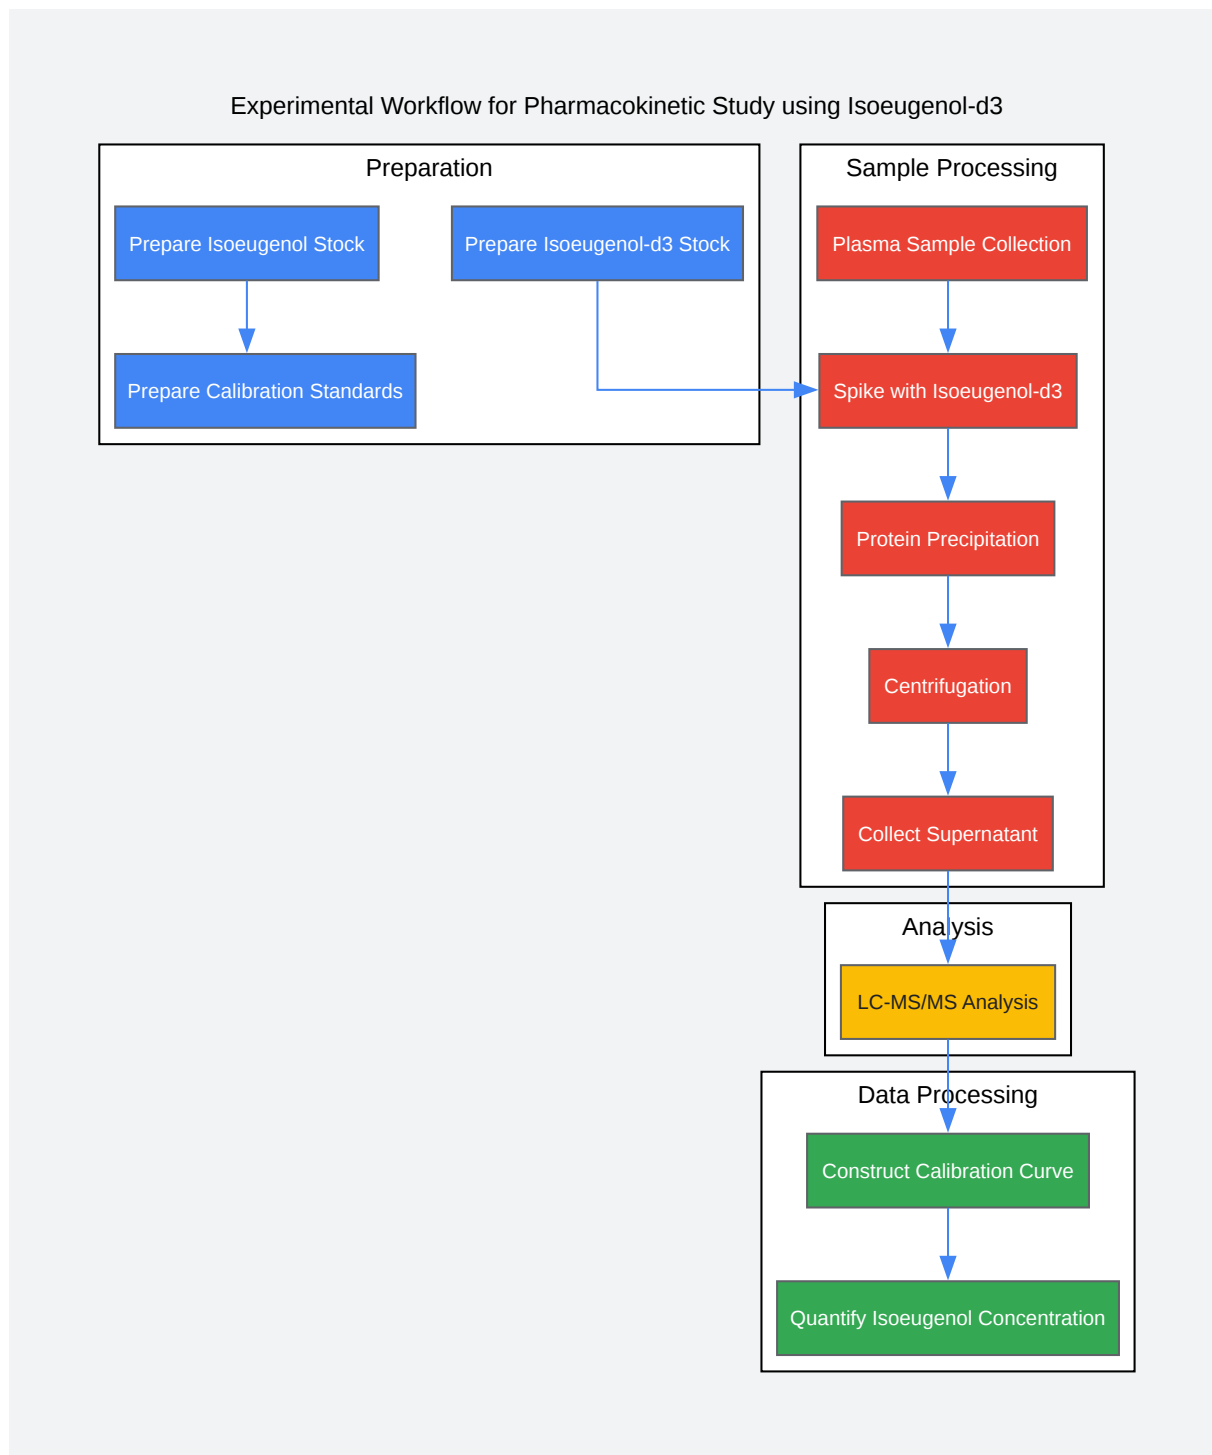 Experimental Workflow for Pharmacokinetic Study using Isoeugenol-d3
Preparation
Prepare Isoeugenol Stock
Prepare Isoeugenol-d3 Stock
Prepare Calibration Standards
Sample Processing
Plasma Sample Collection
Spike with Isoeugenol-d3
Protein Precipitation
Centrifugation
Collect Supernatant
Analysis
LC-MS/MS Analysis
Data Processing
Construct Calibration Curve
Quantify Isoeugenol Concentration